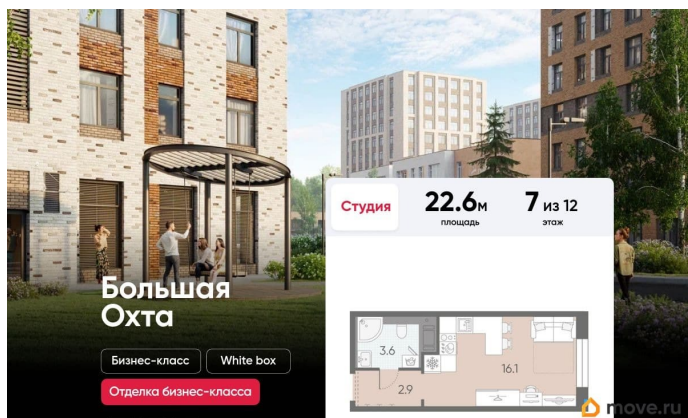 Студия
22.6м
площадь
7 из 12
этаж
Большая
Охта
Бизнес-класс
White box
Отделка бизнес-класса
3.6
16.1
2.9
move.ru